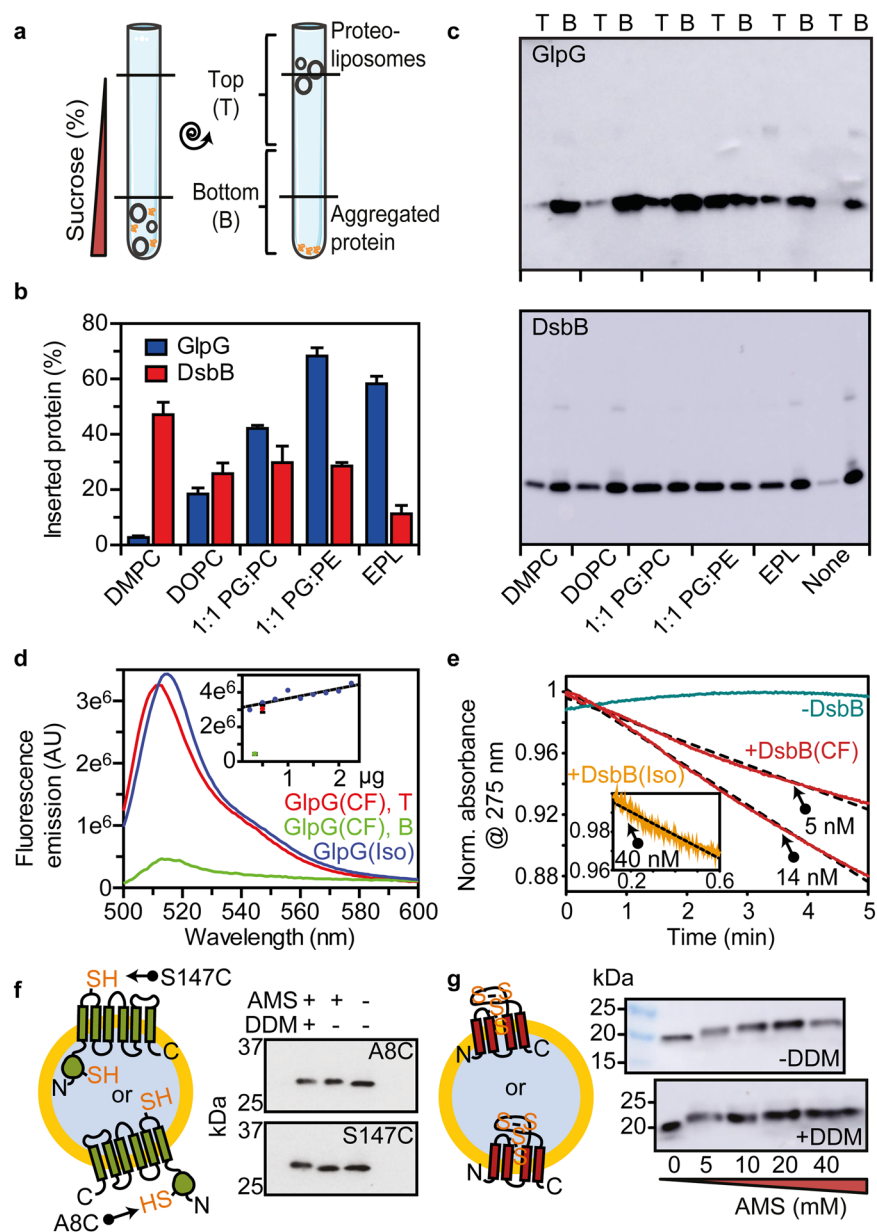 a
Sucrose (%)
Top
(T)
Bottom
(B)
Proteo-
liposomes
Aggregated
protein
b
Inserted protein (%)
80
60
40
20
0
GlpG
DsbB
DMPC
DOPC
1:1 PG:PC
1:1 PG:PE
EPL
c
T B T B T B T B T B T B
GlpG
DsbB
DMPC
DOPC
1:1 PG:PC
1:1 PG:PE
EPL
None
d
Fluorescence
emission (AU)
3e⁶
2e⁶
1e⁶
0
4e⁶
2e⁶
0
1 2 µg
GlpG(CF), T
GlpG(CF), B
GlpG(Iso)
500 520 540 560 580 600
Wavelength (nm)
e
Norm. absorbance
@ 275 nm
1
0.96
0.92
0.88
-DsbB
+DsbB(CF)
+DsbB(Iso)
5 nM
14 nM
0.98
0.96
40 nM
0.2 0.6
0 1 2 3 4 5
Time (min)
f
SH
S147C
C
N
SH
or
SH
C
HS
N
A8C
AMS + + -
DDM + - -
kDa
37
25
A8C
37
25
S147C
g
S-S
S
S
N
C
or
S-S
S
S
N
C
kDa
25
20
15
-DDM
25
20
+DDM
0 5 10 20 40
AMS (mM)